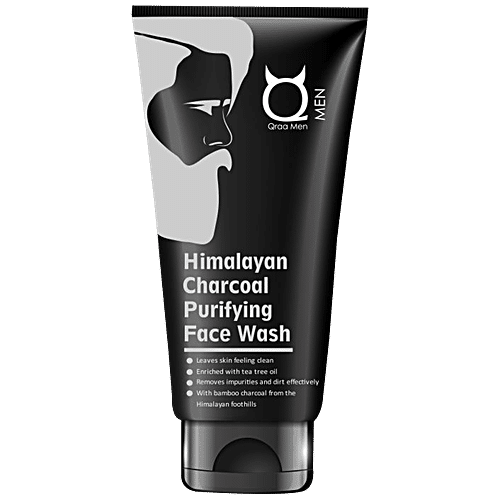 Q
MEN
Qraa Men
Himalayan
Charcoal
Purifying
Face Wash
Leaves skin feeling clean
Enriched with tea tree oil
Removes impurities and dirt effectively
With bamboo charcoal from the
Himalayan foothills